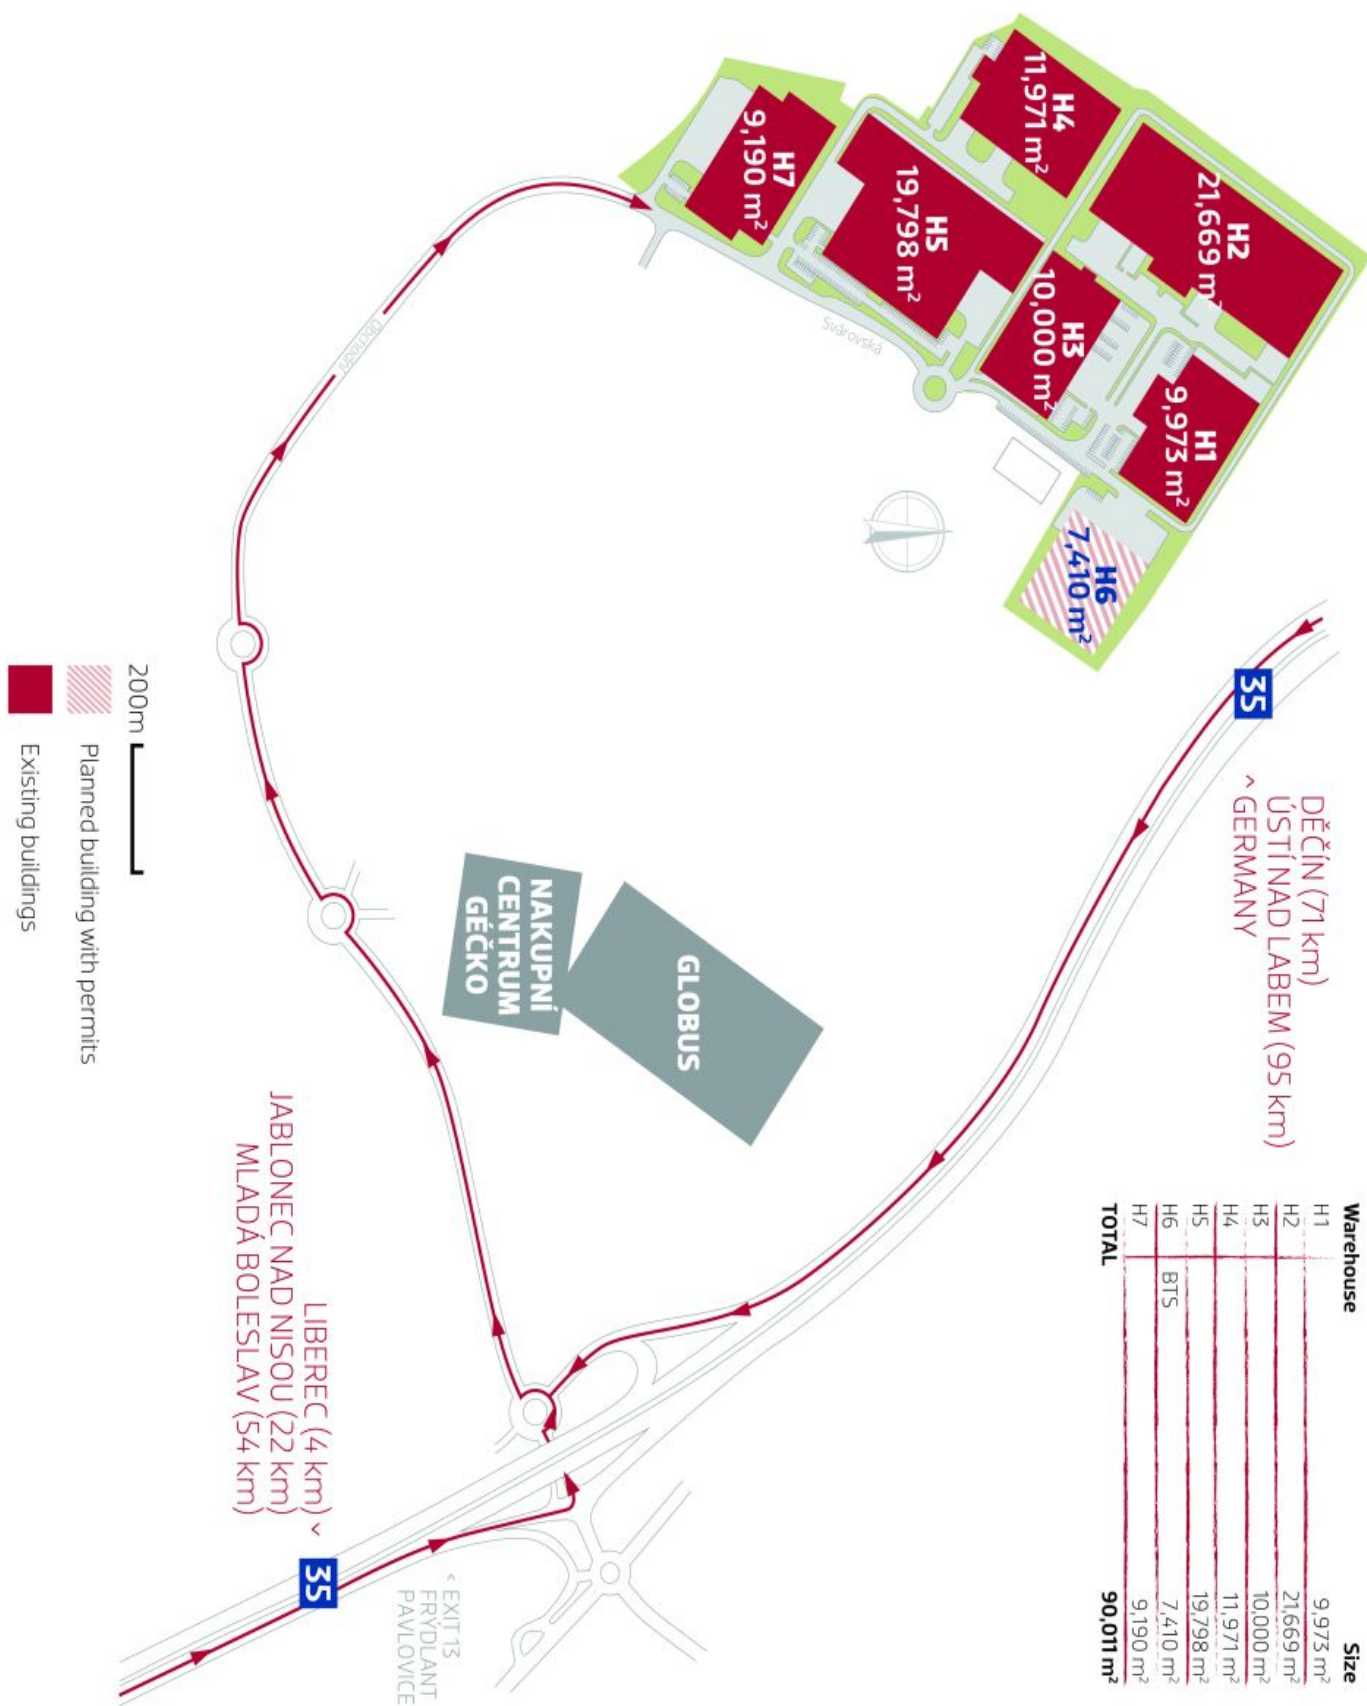 H4
11,971 m²
H2
21,669 m²
H7
9,190 m²
H5
19,798 m²
H3
10,000 m²
H1
9,973 m²
H6
7,410 m²
Svárovská
Obchodní
35
DĚČÍN (71 km)
ÚSTÍ NAD LABEM (95 km)
^ GERMANY
Warehouse Size
H1 9,973 m²
H2 21,669 m²
H3 10,000 m²
H4 11,971 m²
H5 19,798 m²
H6 BTS 7,410 m²
H7 9,190 m²
TOTAL 90,011 m²
GLOBUS
NAKUPNÍ
CENTRUM
GÉČKO
200m
Planned building with permits
Existing buildings
LIBEREC (4 km) ˅
JABLONEC NAD NISOU (22 km)
MLADÁ BOLESLAV (54 km)
35
‹ EXIT 13
FRÝDLANT
PAVLOVICE